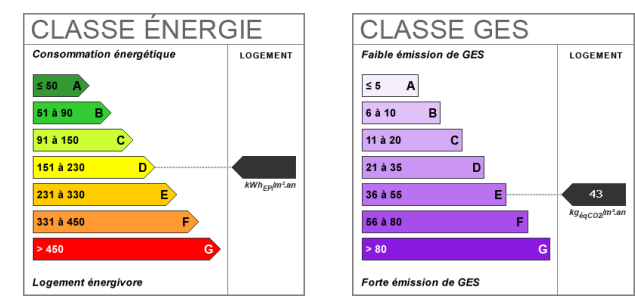 CLASSE ÉNERGIE
Consommation énergétique
LOGEMENT
≤ 50 A
51 à 90 B
91 à 150 C
151 à 230 D
231 à 330 E
331 à 450 F
> 450 G
kWhEP/m².an
Logement énergivore
CLASSE GES
Faible émission de GES
LOGEMENT
≤ 5 A
6 à 10 B
11 à 20 C
21 à 35 D
36 à 55 E
56 à 80 F
> 80 G
43
kgéqCO2/m².an
Forte émission de GES